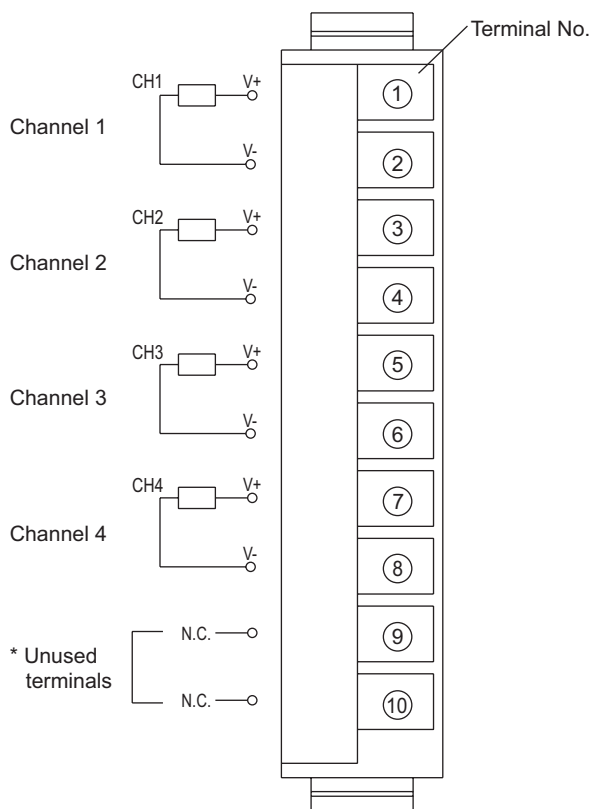 Terminal No.
CH1 V+
①
Channel 1
V-
②
CH2 V+
③
Channel 2
V-
④
CH3 V+
⑤
Channel 3
V-
⑥
CH4 V+
⑦
Channel 4
V-
⑧
N.C.
⑨
* Unused
terminals
N.C.
⑩